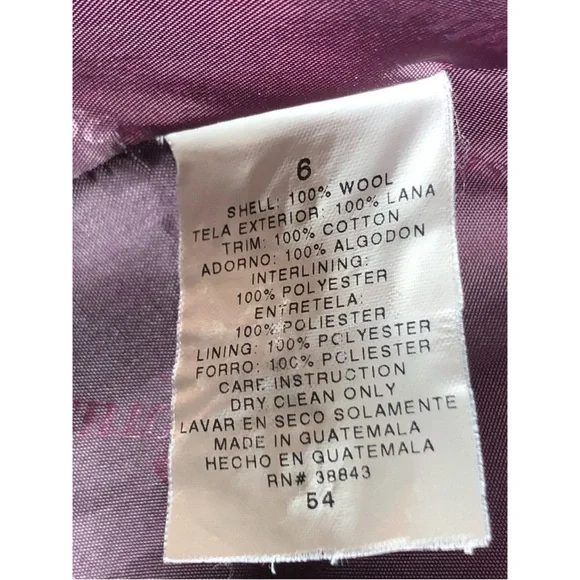 6
SHELL: 100% WOOL
TELA EXTERIOR: 100% LANA
TRIM: 100% COTTON
ADORNO: 100% ALGODON
INTERLINING:
100% POLYESTER
ENTRETELA:
100% POLIESTER
LINING: 100% POLYESTER
FORRO: 100% POLIESTER
CARE INSTRUCTION
DRY CLEAN ONLY
LAVAR EN SECO SOLAMENTE
MADE IN GUATEMALA
HECHO EN GUATEMALA
RN# 38843
54